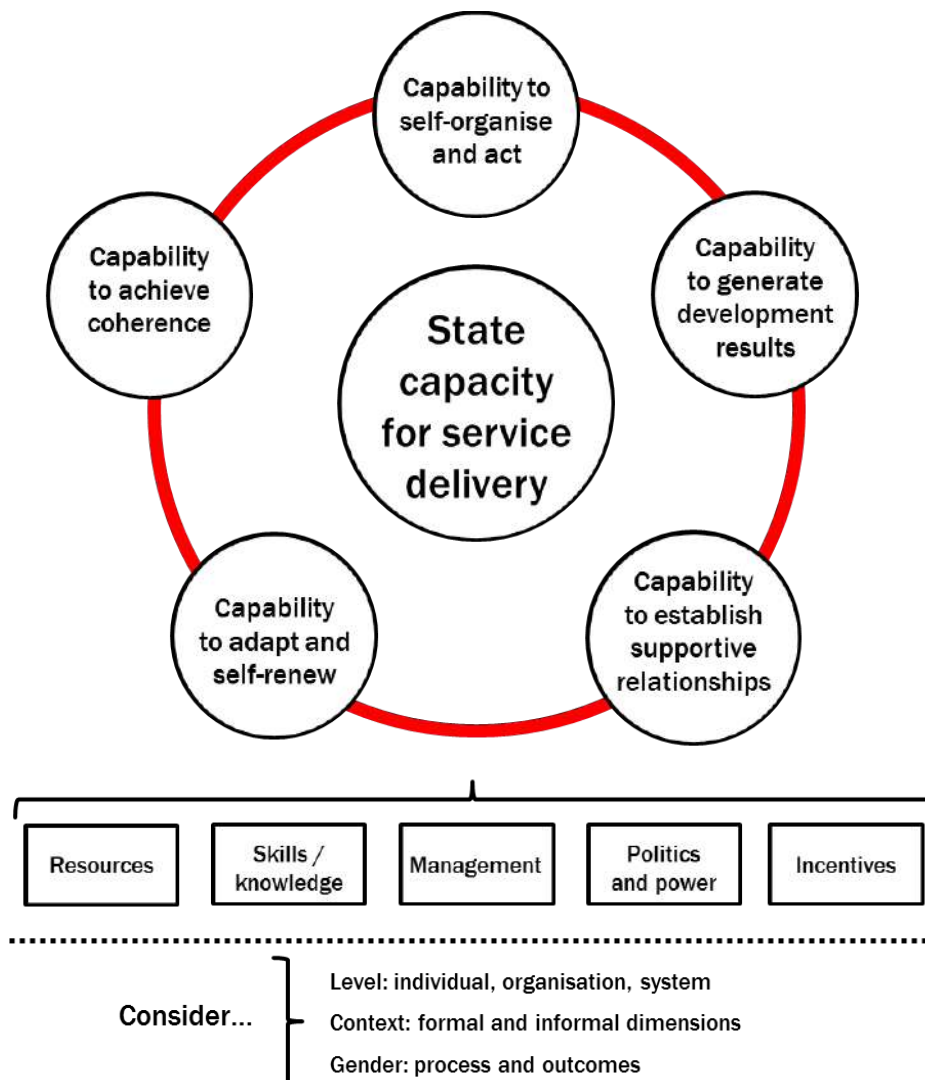 Capability to
self-organise
and act
Capability
to achieve
coherence
Capability
to generate
development
results
State
capacity
for service
delivery
Capability
to adapt and
self-renew
Capability
to establish
supportive
relationships
Resources
Skills /
knowledge
Management
Politics
and power
Incentives
Consider...
Level: individual, organisation, system
Context: formal and informal dimensions
Gender: process and outcomes